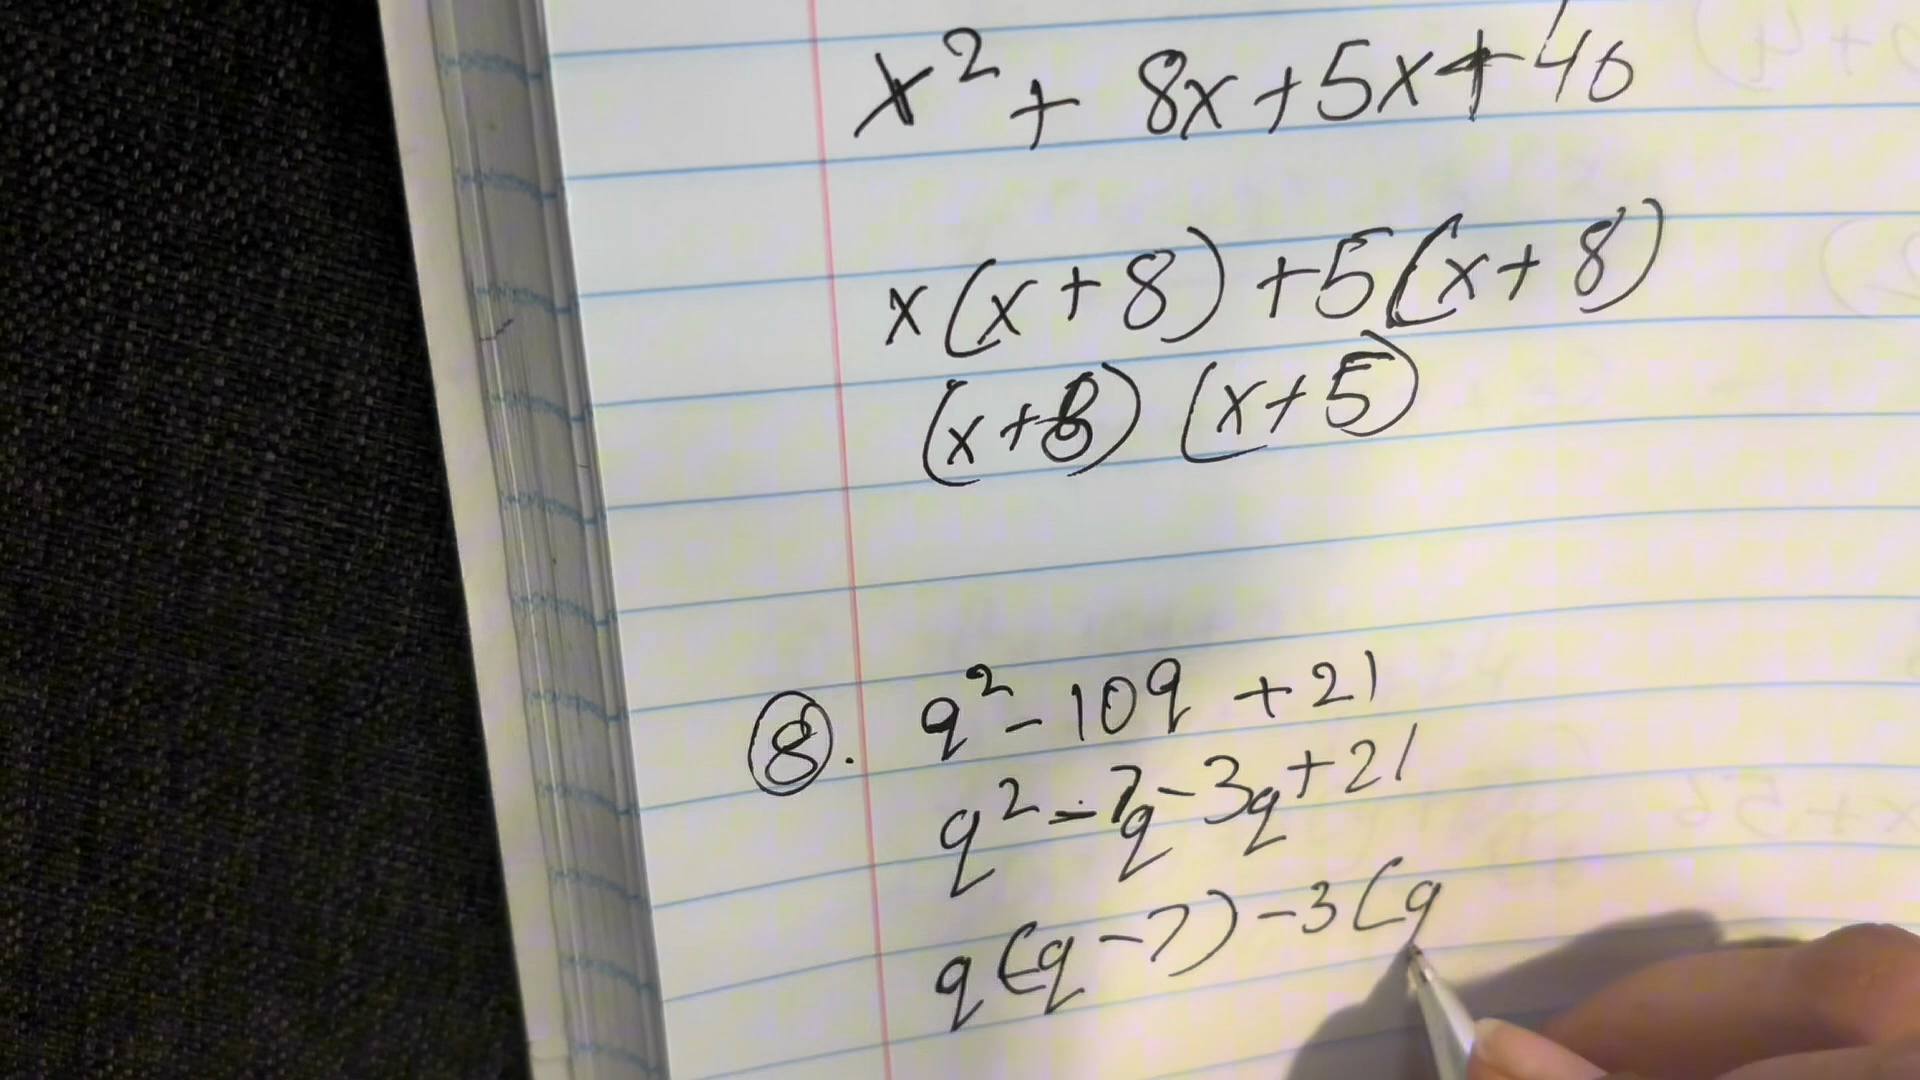 x² + 8x + 5x + 40
x(x + 8) + 5(x + 8)
(x + 8) (x + 5)
8. q² - 10q + 21
q² - 7q - 3q + 21
q(q - 7) - 3(q